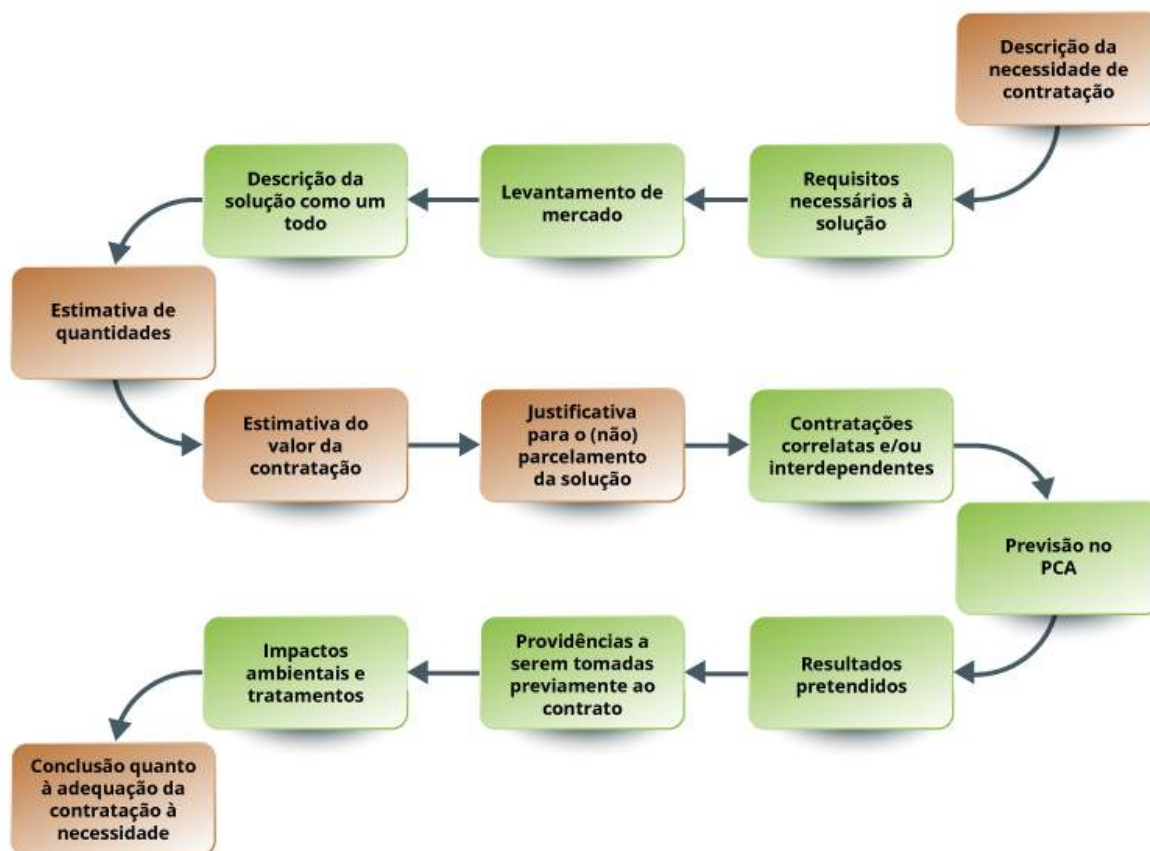 Descrição da
necessidade de
contratação
Requisitos
necessários à
solução
Levantamento de
mercado
Descrição da
solução como um
todo
Estimativa de
quantidades
Estimativa do
valor da
contratação
Justificativa
para o (não)
parcelamento
da solução
Contratações
correlatas e/ou
interdependentes
Previsão no
PCA
Resultados
pretendidos
Providências a
serem tomadas
previamente ao
contrato
Impactos
ambientais e
tratamentos
Conclusão quanto
à adequação da
contratação à
necessidade